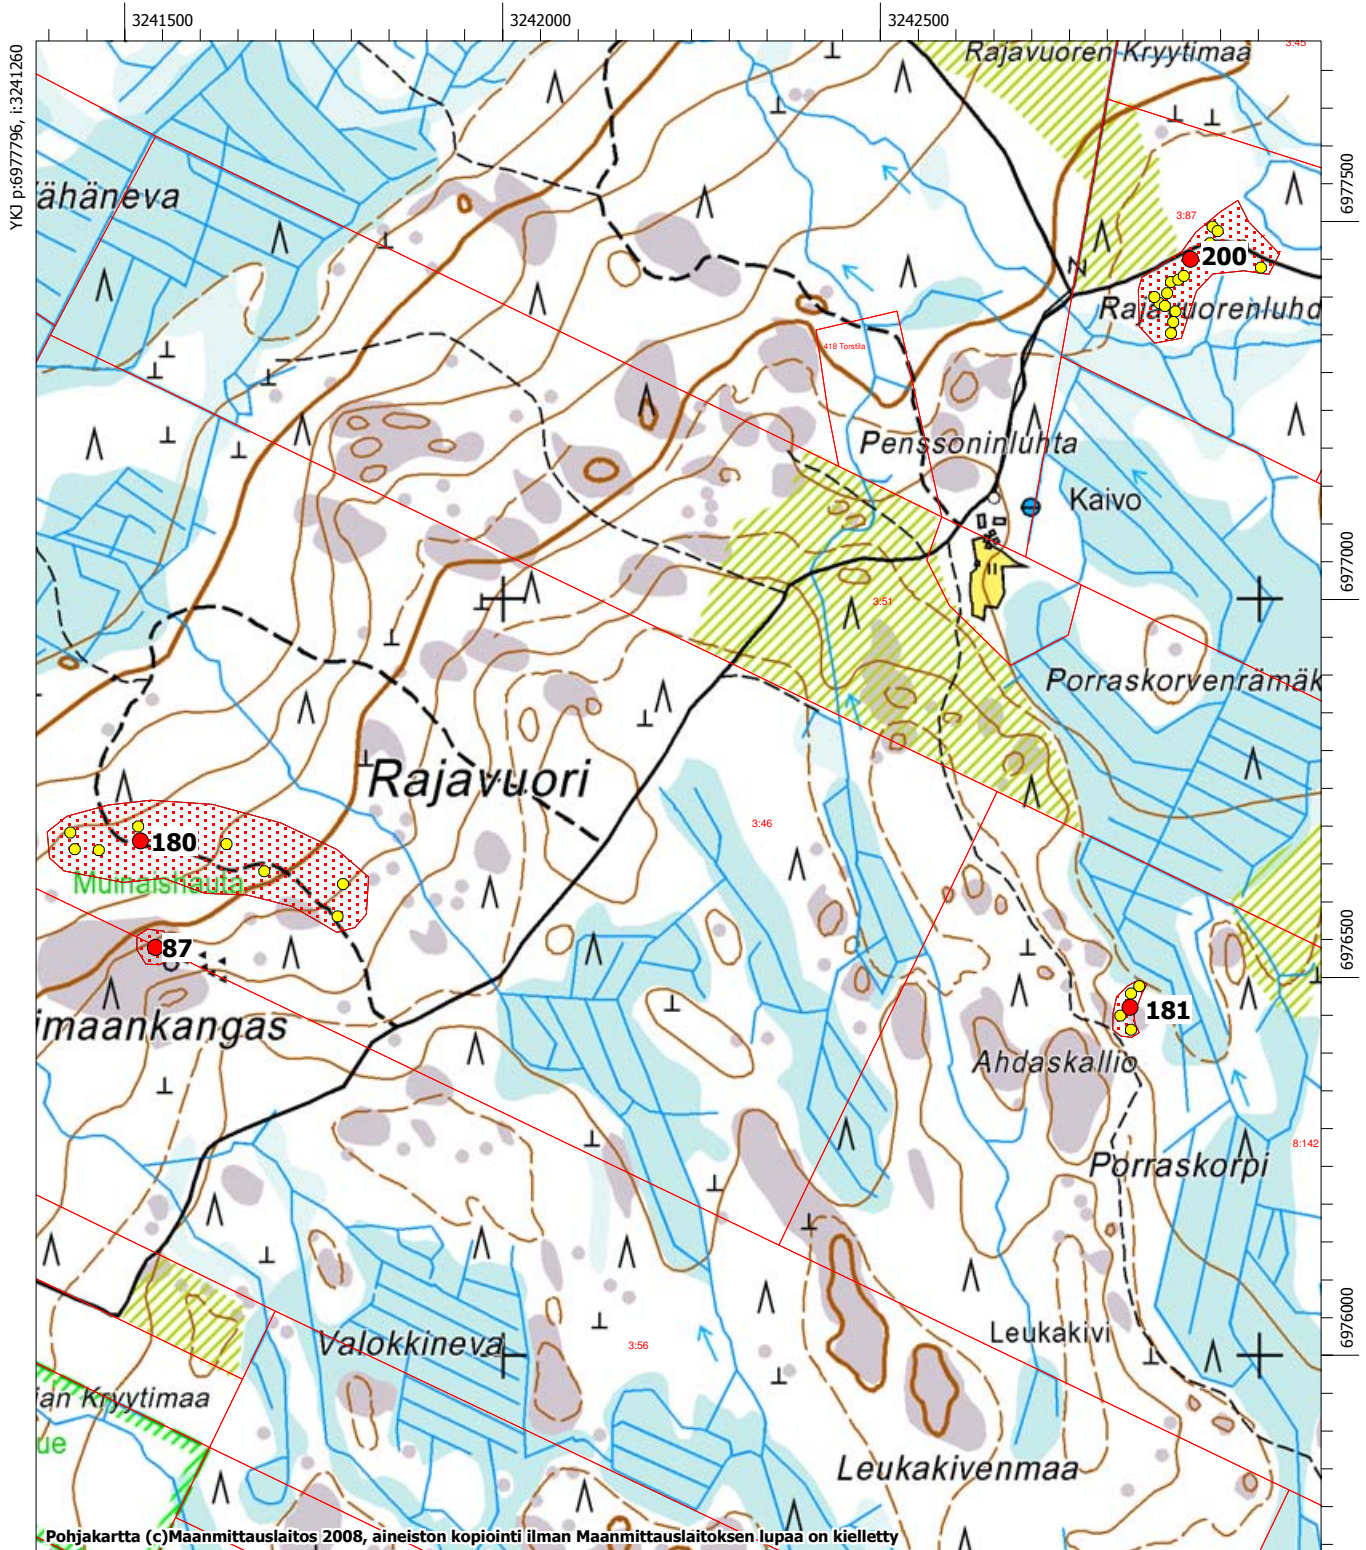 3241500
3242000
3242500
YKJ p:6977796, i:3241260
Rajavuoren Kryytimaa
3:45
6977500
ähäneva
3:87
200
Rajavuorenluhd
418 Torstila
Penssoninluhta
Kaivo
6977000
3:51
Porraskorvenrämäk
Rajavuori
3:46
180
Muinaishauta
87
6976500
181
imaankangas
Ahdaskallio
8:142
Porraskorpi
Leukakivi
6976000
Valokkineva
3:56
ian Kryytimaa
ue
Leukakivenmaa
Pohjakartta (c)Maanmittauslaitos 2008, aineiston kopiointi ilman Maanmittauslaitoksen lupaa on kielletty